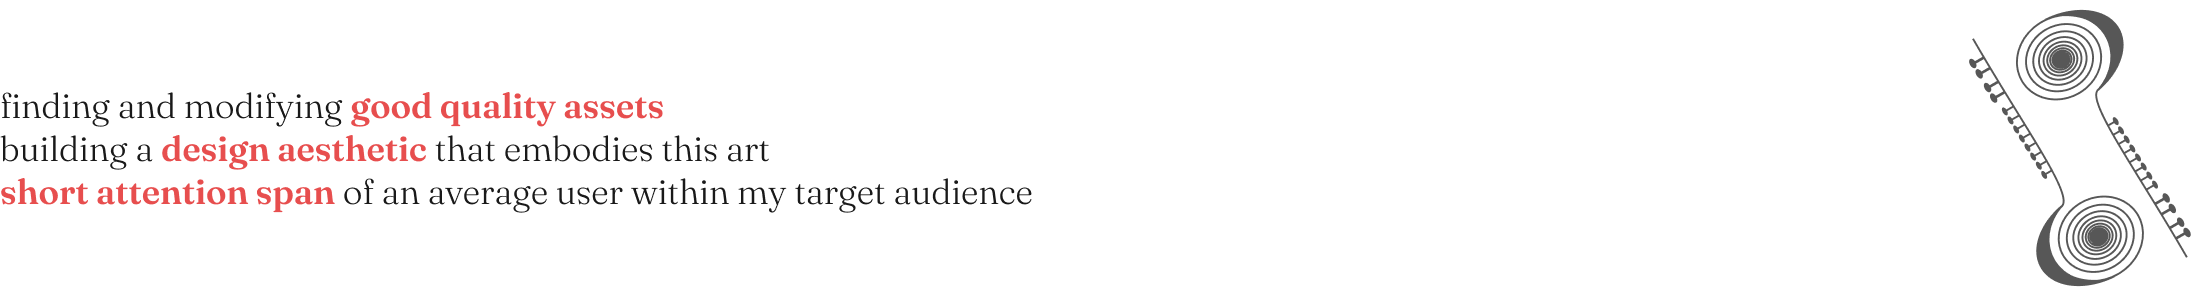 finding and modifying good quality assets
building a design aesthetic that embodies this art
short attention span of an average user within my target audience